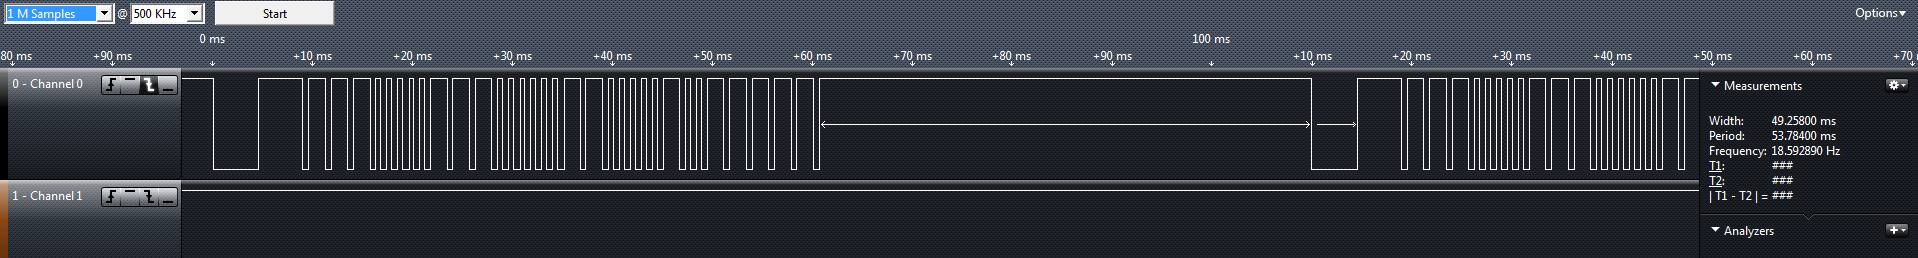 1 M Samples @ 500 KHz Start Options
0 ms 100 ms
80 ms +90 ms +10 ms +20 ms +30 ms +40 ms +50 ms +60 ms +70 ms +80 ms +90 ms +10 ms +20 ms +30 ms +40 ms +50 ms +60 ms +70
0 - Channel 0
Measurements
Width: 49.25800 ms
Period: 53.78400 ms
Frequency: 18.592890 Hz
T1: ###
T2: ###
| T1 - T2 | = ###
1 - Channel 1
Analyzers